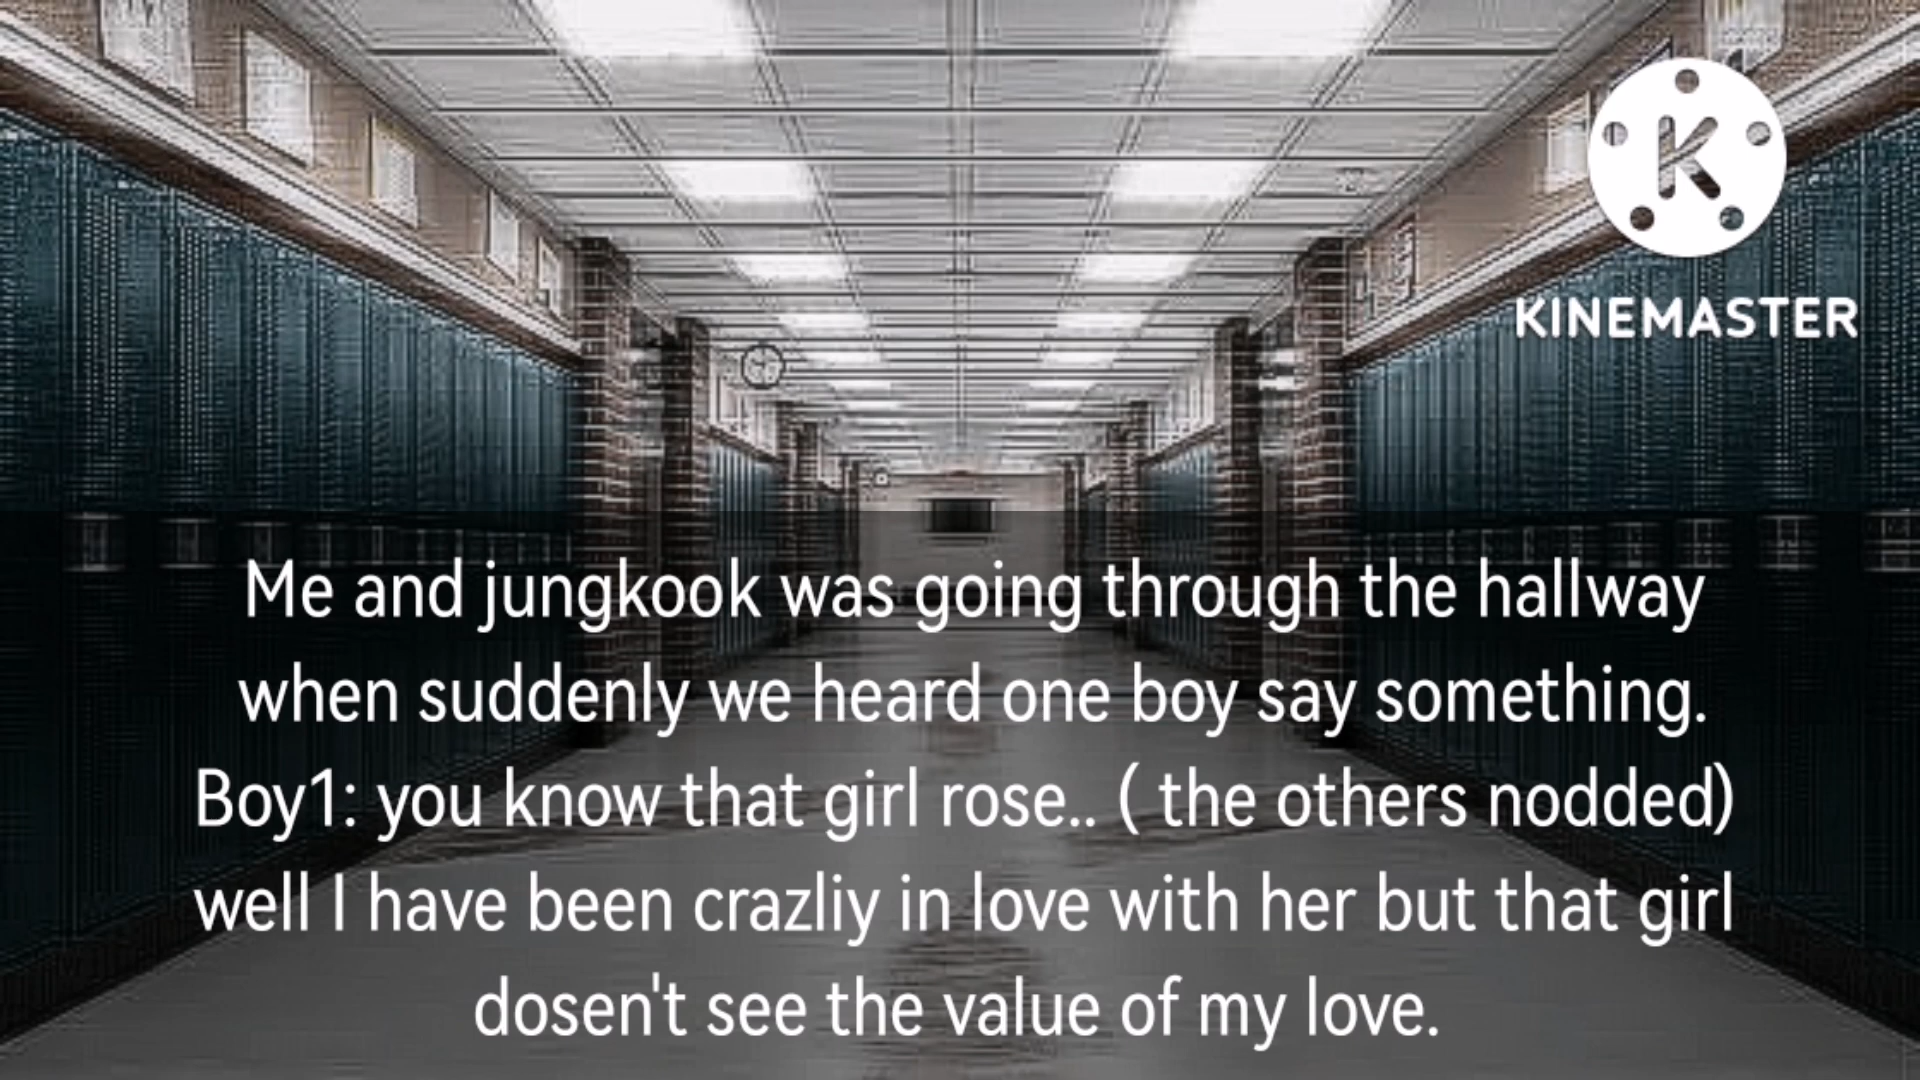 KINEMASTER
Me and jungkook was going through the hallway
when suddenly we heard one boy say something.
Boy1: you know that girl rose.. ( the others nodded)
well I have been crazliy in love with her but that girl
dosen't see the value of my love.